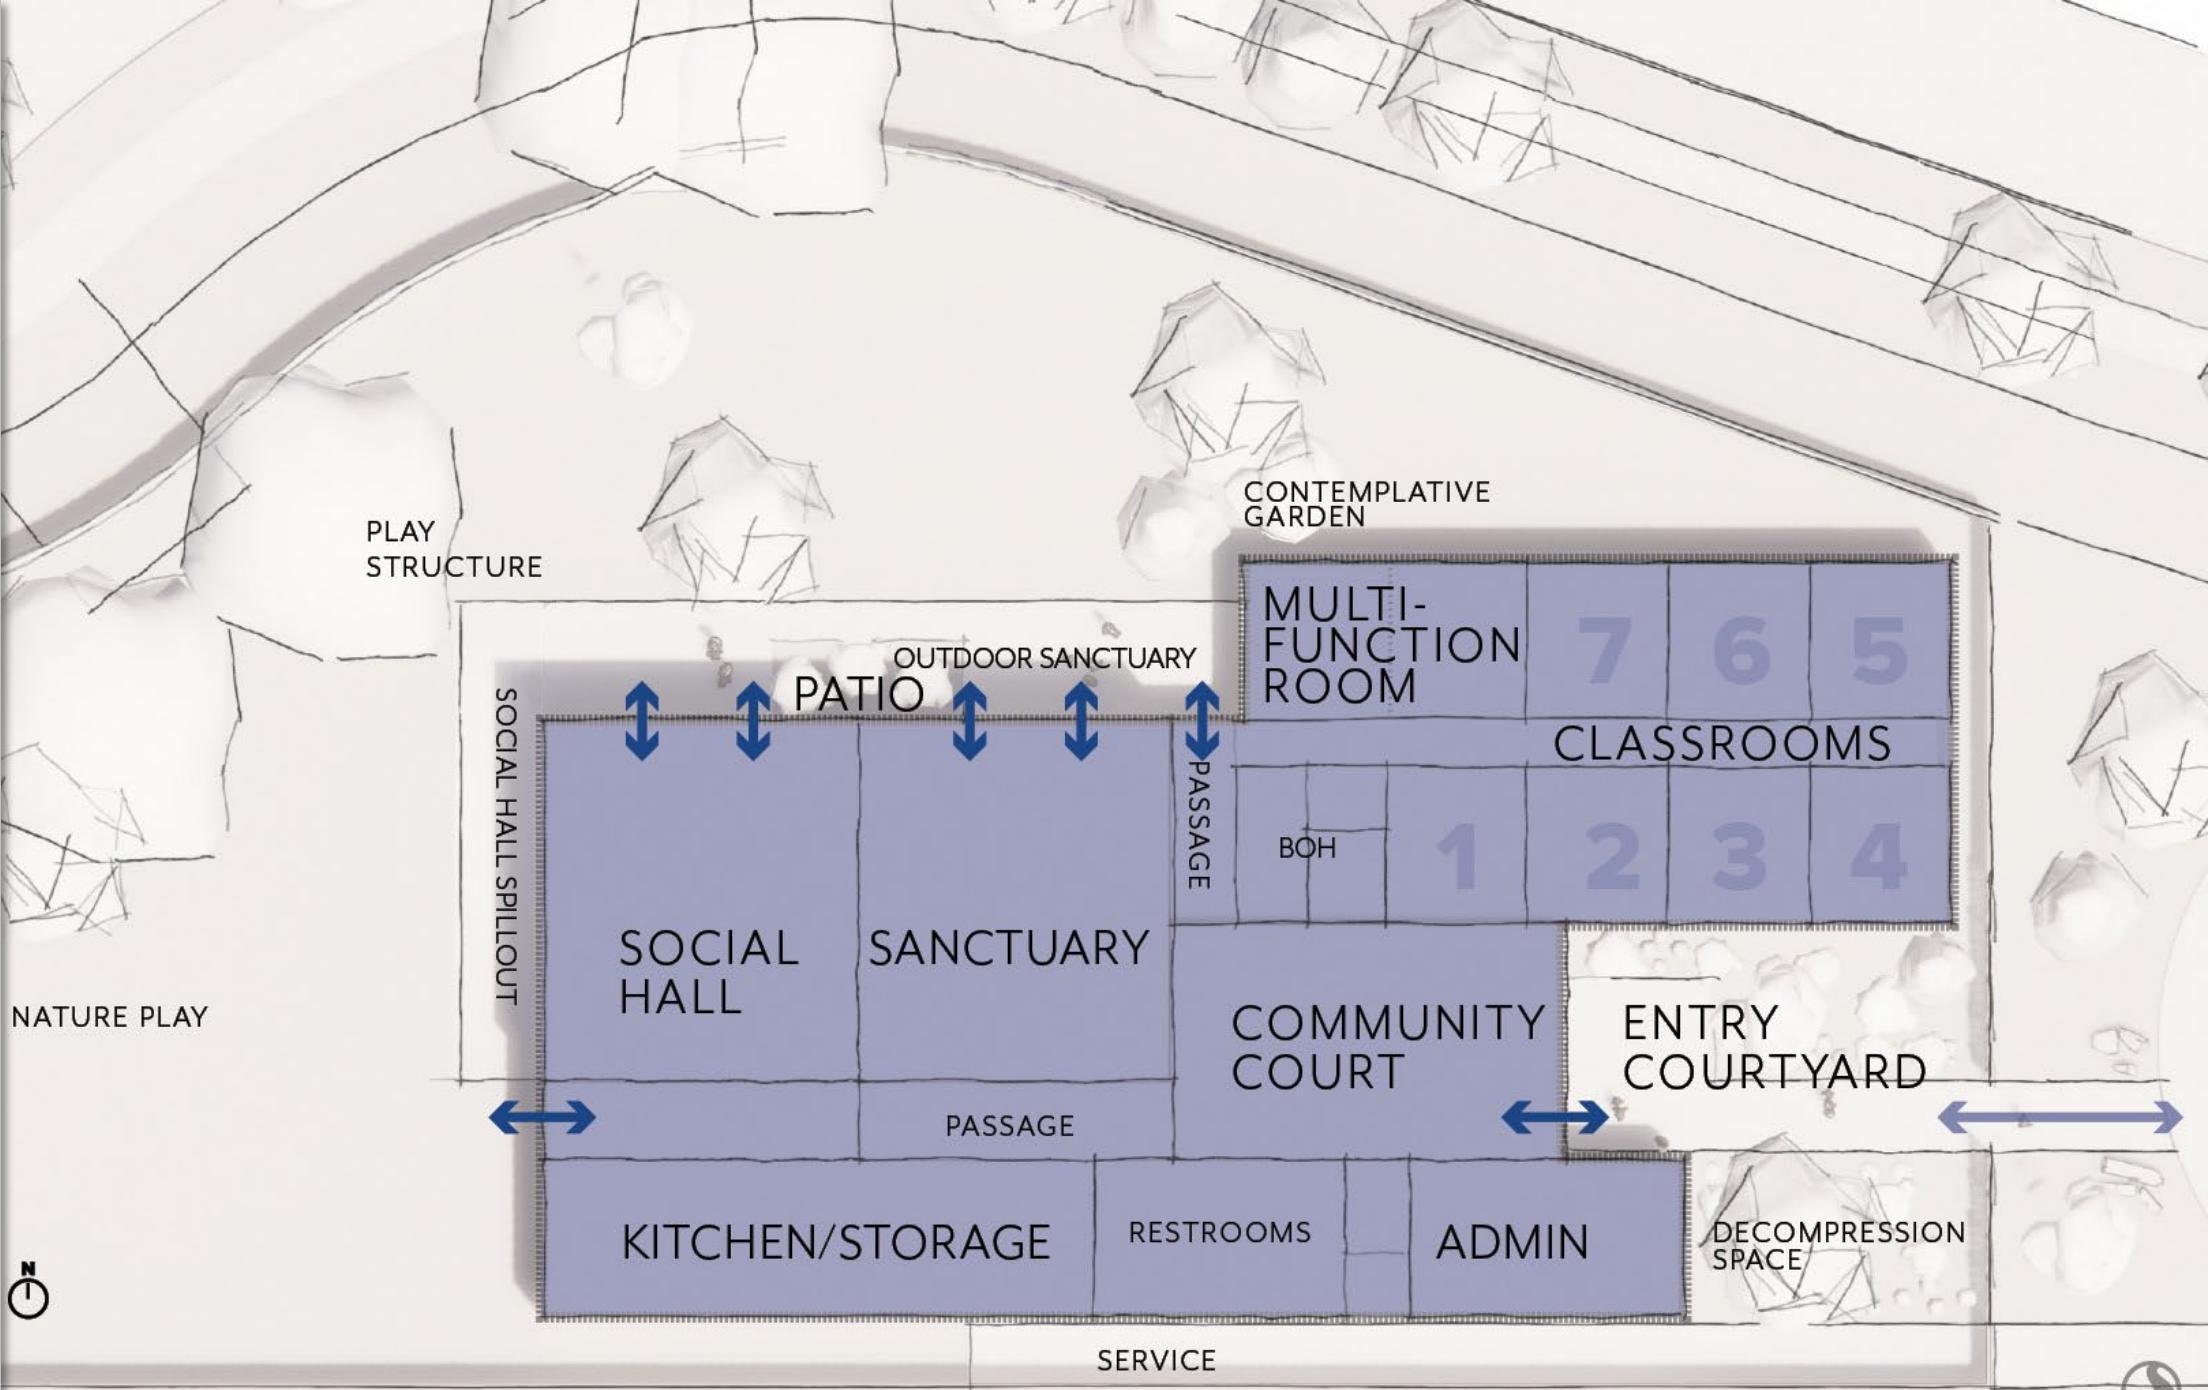 CONTEMPLATIVE
GARDEN
PLAY
STRUCTURE
MULTI-
FUNCTION
ROOM
7
6
5
OUTDOOR SANCTUARY
PATIO
SOCIAL HALL SPILLOUT
PASSAGE
CLASSROOMS
BOH
1
2
3
4
SOCIAL
HALL
SANCTUARY
NATURE PLAY
COMMUNITY
COURT
ENTRY
COURTYARD
PASSAGE
KITCHEN/STORAGE
RESTROOMS
ADMIN
DECOMPRESSION
SPACE
N
SERVICE